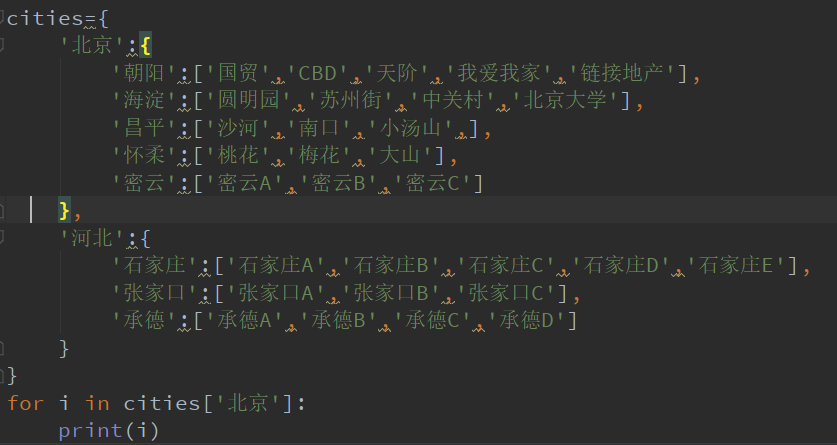 cities={
    '北京':{
        '朝阳':['国贸','CBD','天阶','我爱我家','链接地产'],
        '海淀':['圆明园','苏州街','中关村','北京大学'],
        '昌平':['沙河','南口','小汤山',],
        '怀柔':['桃花','梅花','大山'],
        '密云':['密云A','密云B','密云C']
    },
    '河北':{
        '石家庄':['石家庄A','石家庄B','石家庄C','石家庄D','石家庄E'],
        '张家口':['张家口A','张家口B','张家口C'],
        '承德':['承德A','承德B','承德C','承德D']
    }
}
for i in cities['北京']:
    print(i)